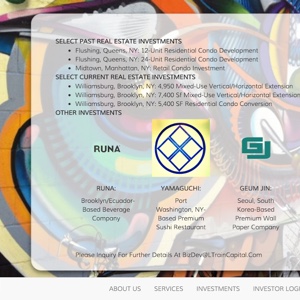 SELECT PAST REAL ESTATE INVESTMENTS
Flushing, Queens, NY: 12-Unit Residential Condo Development
Flushing, Queens, NY: 24-Unit Residential Condo Development
Midtown, Manhattan, NY: Retail Condo Investment
SELECT CURRENT REAL ESTATE INVESTMENTS
Williamsburg, Brooklyn, NY: 4,950 Mixed-Use Vertical/Horizontal Extension
Williamsburg, Brooklyn, NY: 7,400 SF Mixed-Use Vertical/Horizontal Extension
Williamsburg, Brooklyn, NY: 5,400 SF Residential Condo Conversion
OTHER INVESTMENTS
RUNA
RUNA:
Brooklyn/Ecuador-
Based Beverage
Company
YAMAGUCHI:
Port
Washington, NY-
Based Premium
Sushi Restaurant
GEUM JIN:
Seoul, South
Korea-Based
Premium Wall
Paper Company
Please Inquiry For Further Details At BizDev@LTrainCapital.Com
ABOUT US SERVICES INVESTMENTS INVESTOR LOGI